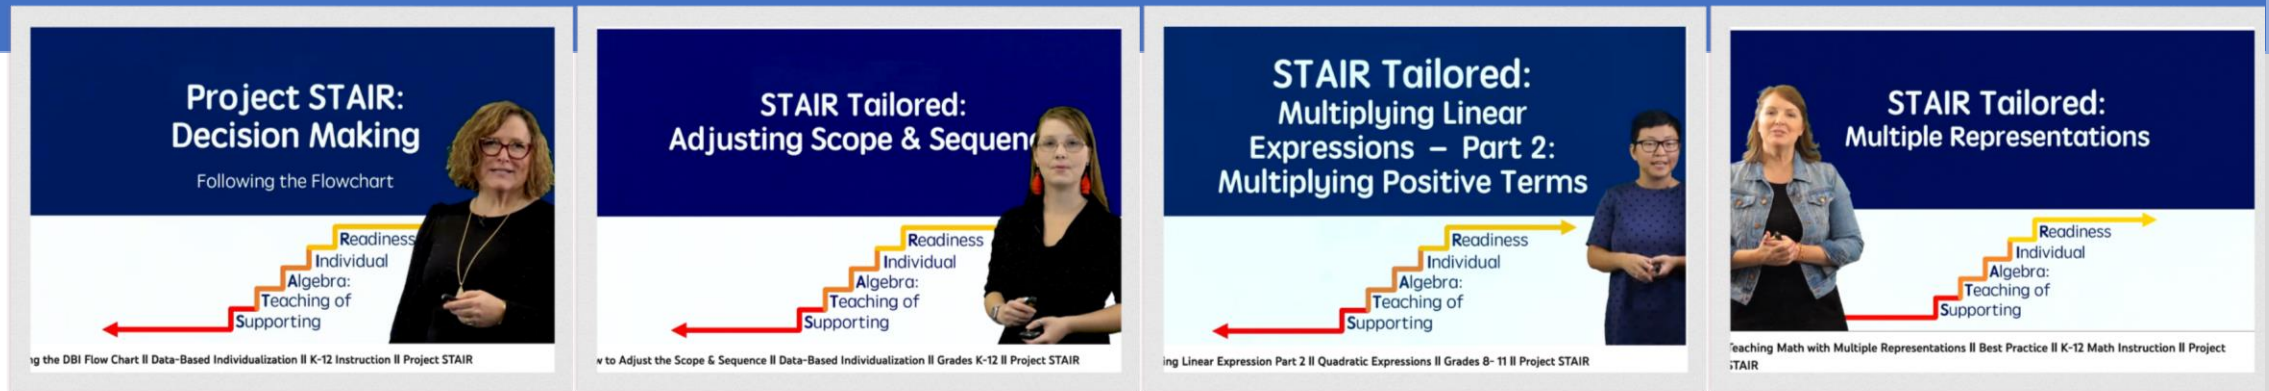 Project STAIR:
Decision Making
Following the Flowchart
Readiness
Individual
Algebra:
Teaching of
Supporting
the DBI Flow Chart II Data-Based Individualization II K-12 Instruction II Project STAIR
STAIR Tailored:
Adjusting Scope &
Readiness
Individual
Algebra:
Teaching of
Supporting
to Adjust the Scope & Sequence II Data-Based Individualization II Grades K-12 II Project STAIR
STAIR Tailored:
Multiplying Linear
Expressions – Part 2:
Multiplying Positive Terms
Readiness
Individual
Algebra:
Teaching of
Supporting
Linear Expression Part 2 II Quadratic Expressions II Grades 8- 11 II Project STAIR
STAIR Tailored:
Multiple Representations
Readiness
Individual
Algebra:
Teaching of
Supporting
Teaching Math with Multiple Representations II Best Practice II K-12 Math Instruction II Project
STAIR